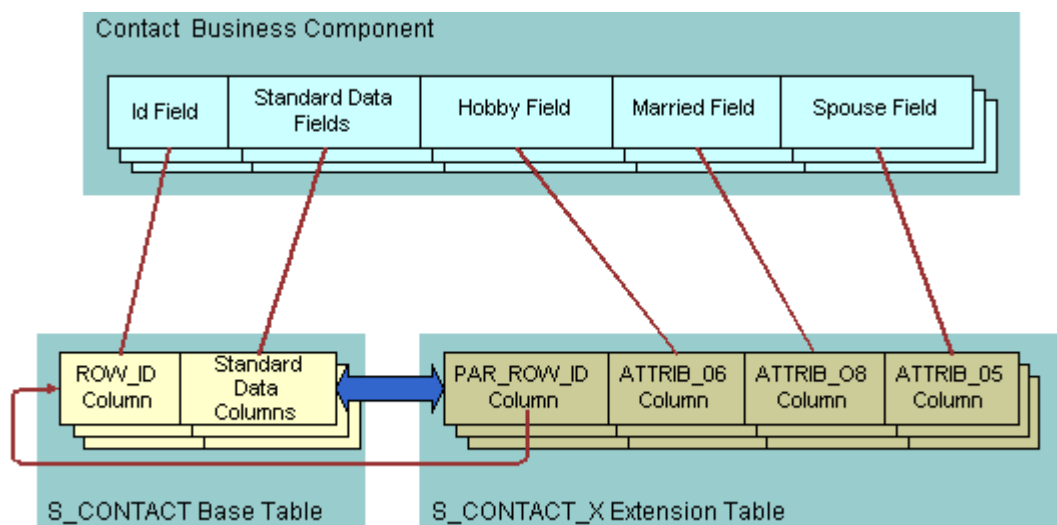 Contact Business Component
Id Field
Standard Data
Fields
Hobby Field
Married Field
Spouse Field
ROW_ID
Column
Standard
Data
Columns
PAR_ROW_ID
Column
ATTRIB_06
Column
ATTRIB_O8
Column
ATTRIB_05
Column
S_CONTACT Base Table
S_CONTACT_X Extension Table